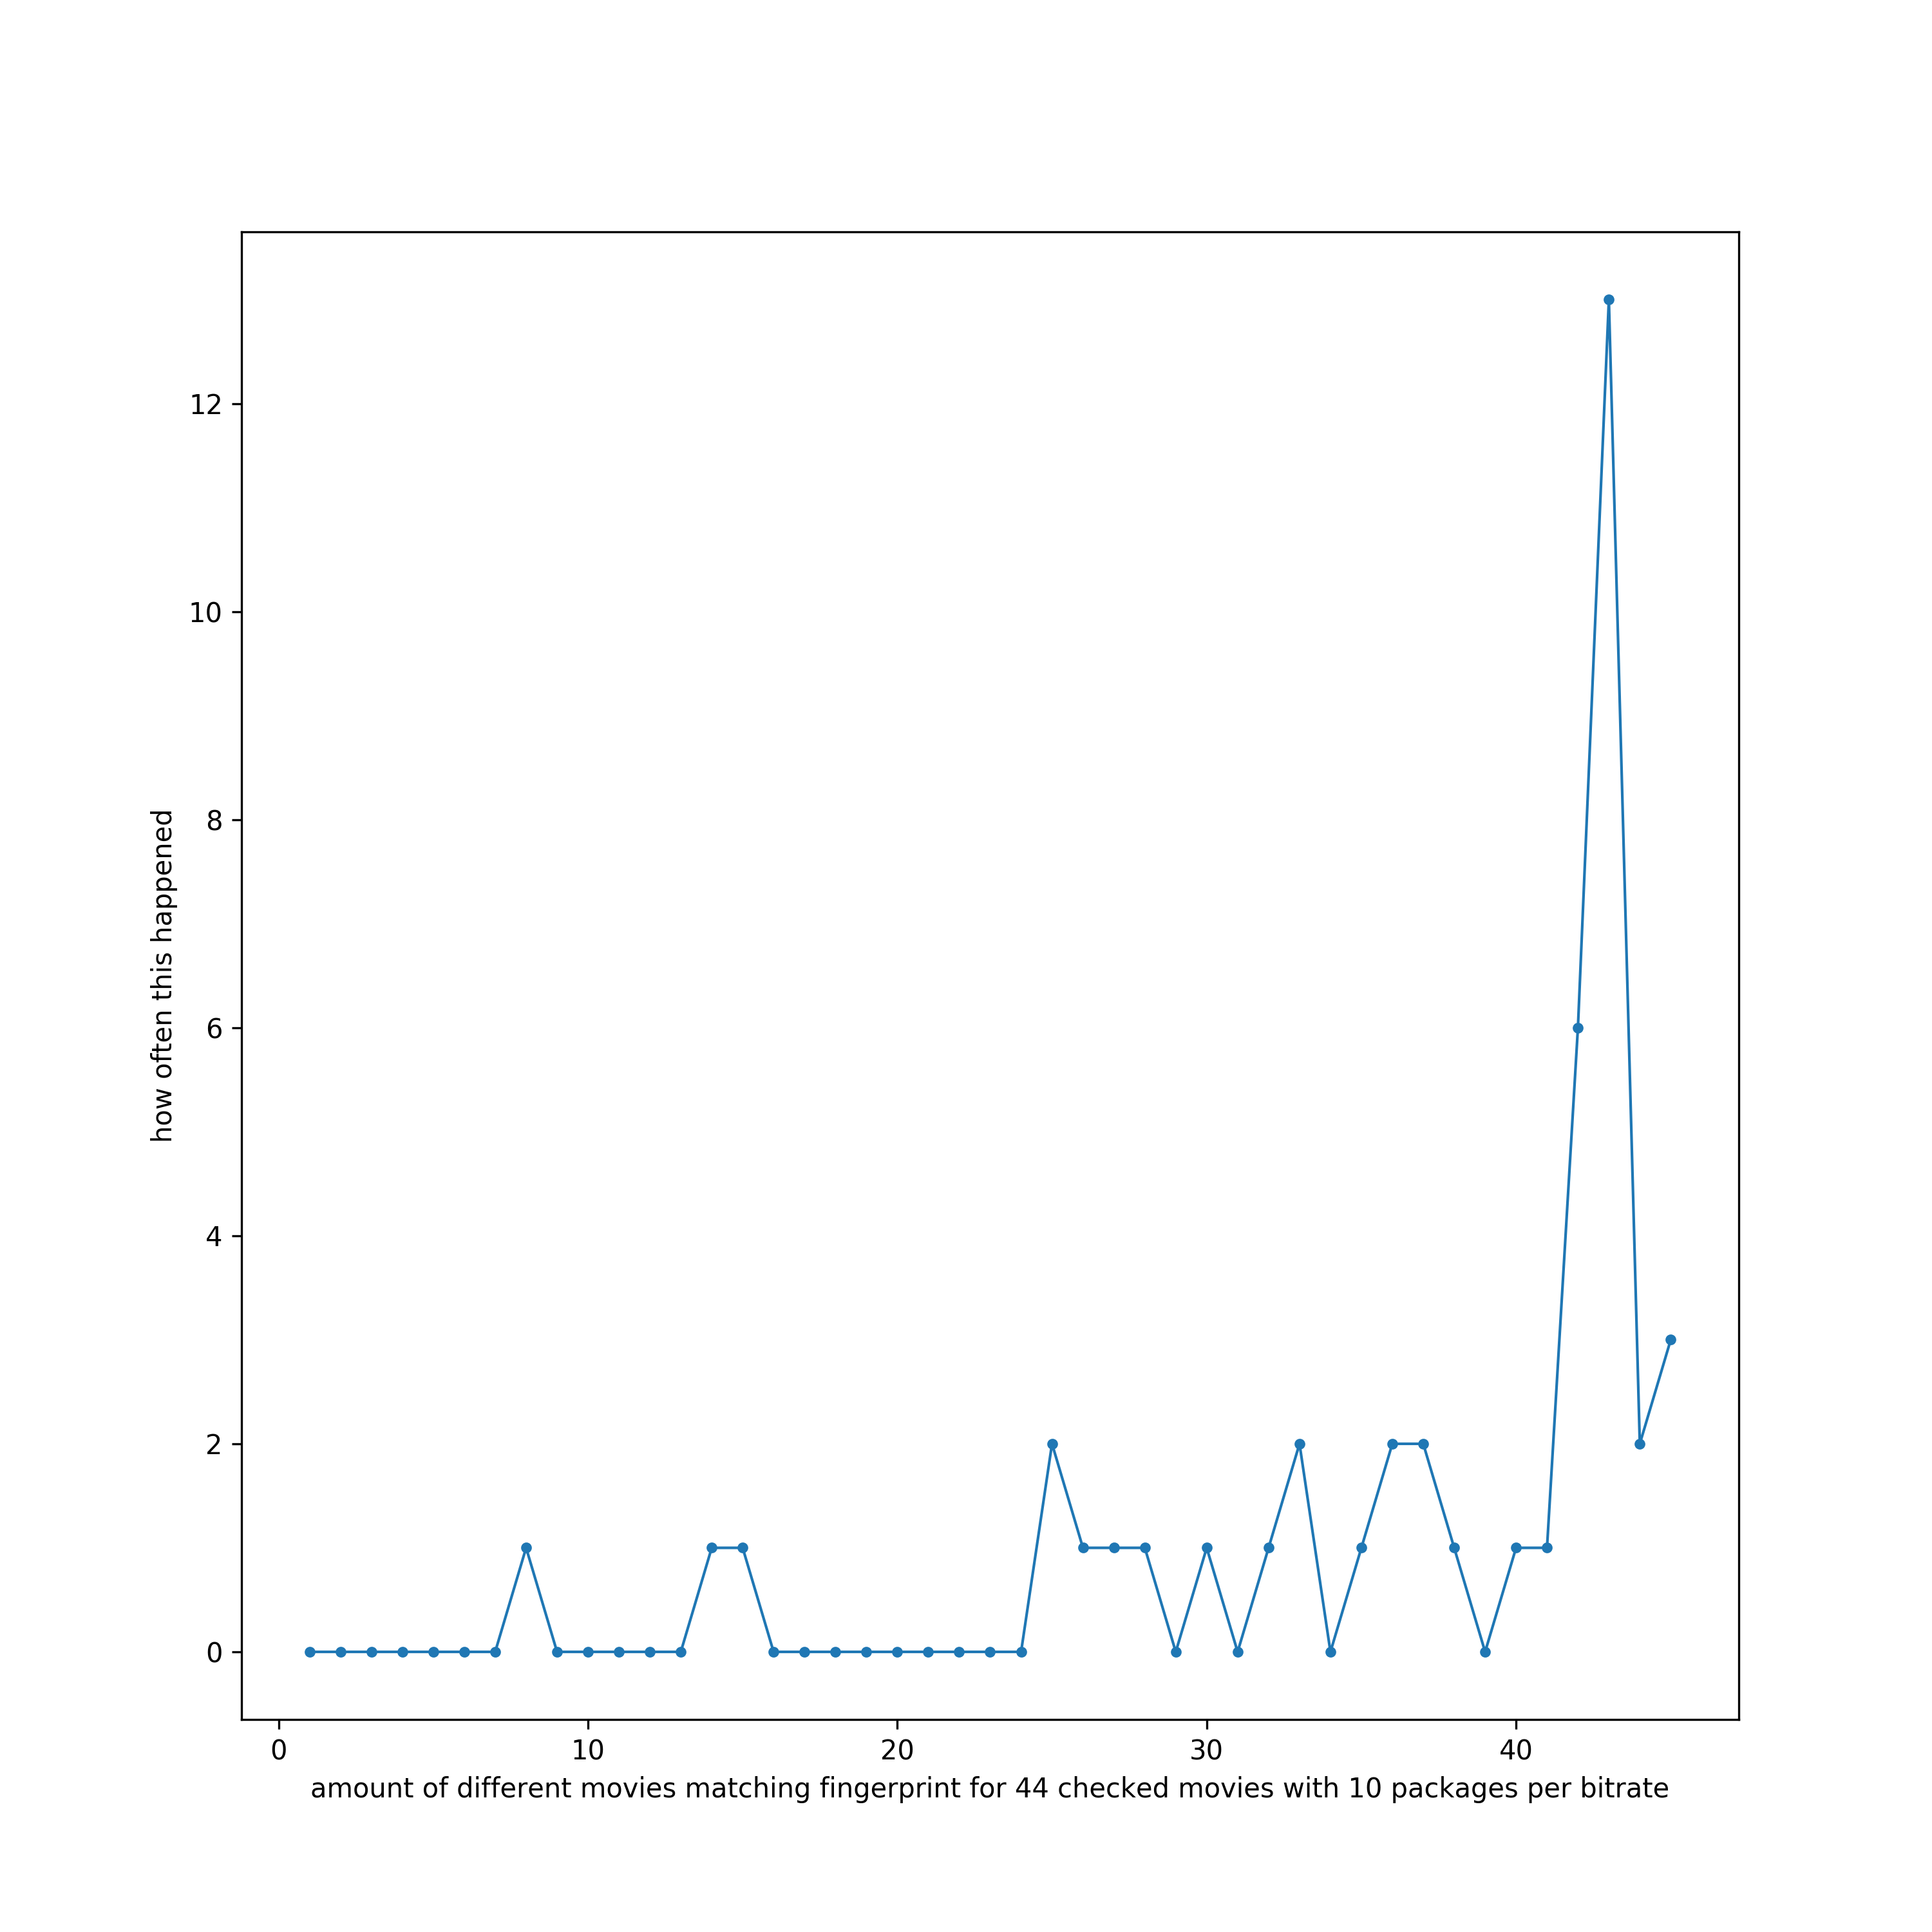 12
10
8
6
4
2
0
how often this happened
0 10 20 30 40
amount of different movies matching fingerprint for 44 checked movies with 10 packages per bitrate